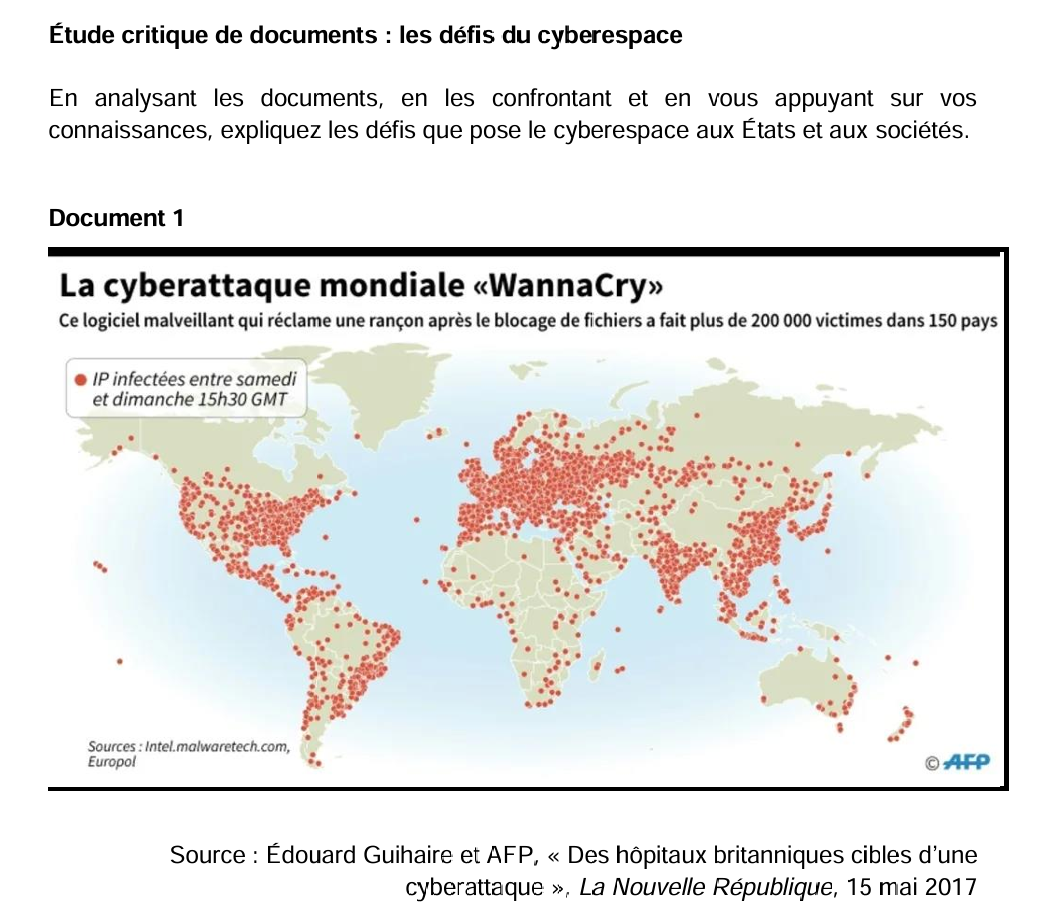 Étude critique de documents : les défis du cyberespace
En analysant les documents, en les confrontant et en vous appuyant sur vos
connaissances, expliquez les défis que pose le cyberespace aux États et aux sociétés.
Document 1
La cyberattaque mondiale «WannaCry»
Ce logiciel malveillant qui réclame une rançon après le blocage de fichiers a fait plus de 200 000 victimes dans 150 pays
IP infectées entre samedi
et dimanche 15h30 GMT
Sources : Intel.malwaretech.com,
Europol
© AFP
Source : Édouard Guihaire et AFP, « Des hôpitaux britanniques cibles d'une
cyberattaque », La Nouvelle République, 15 mai 2017